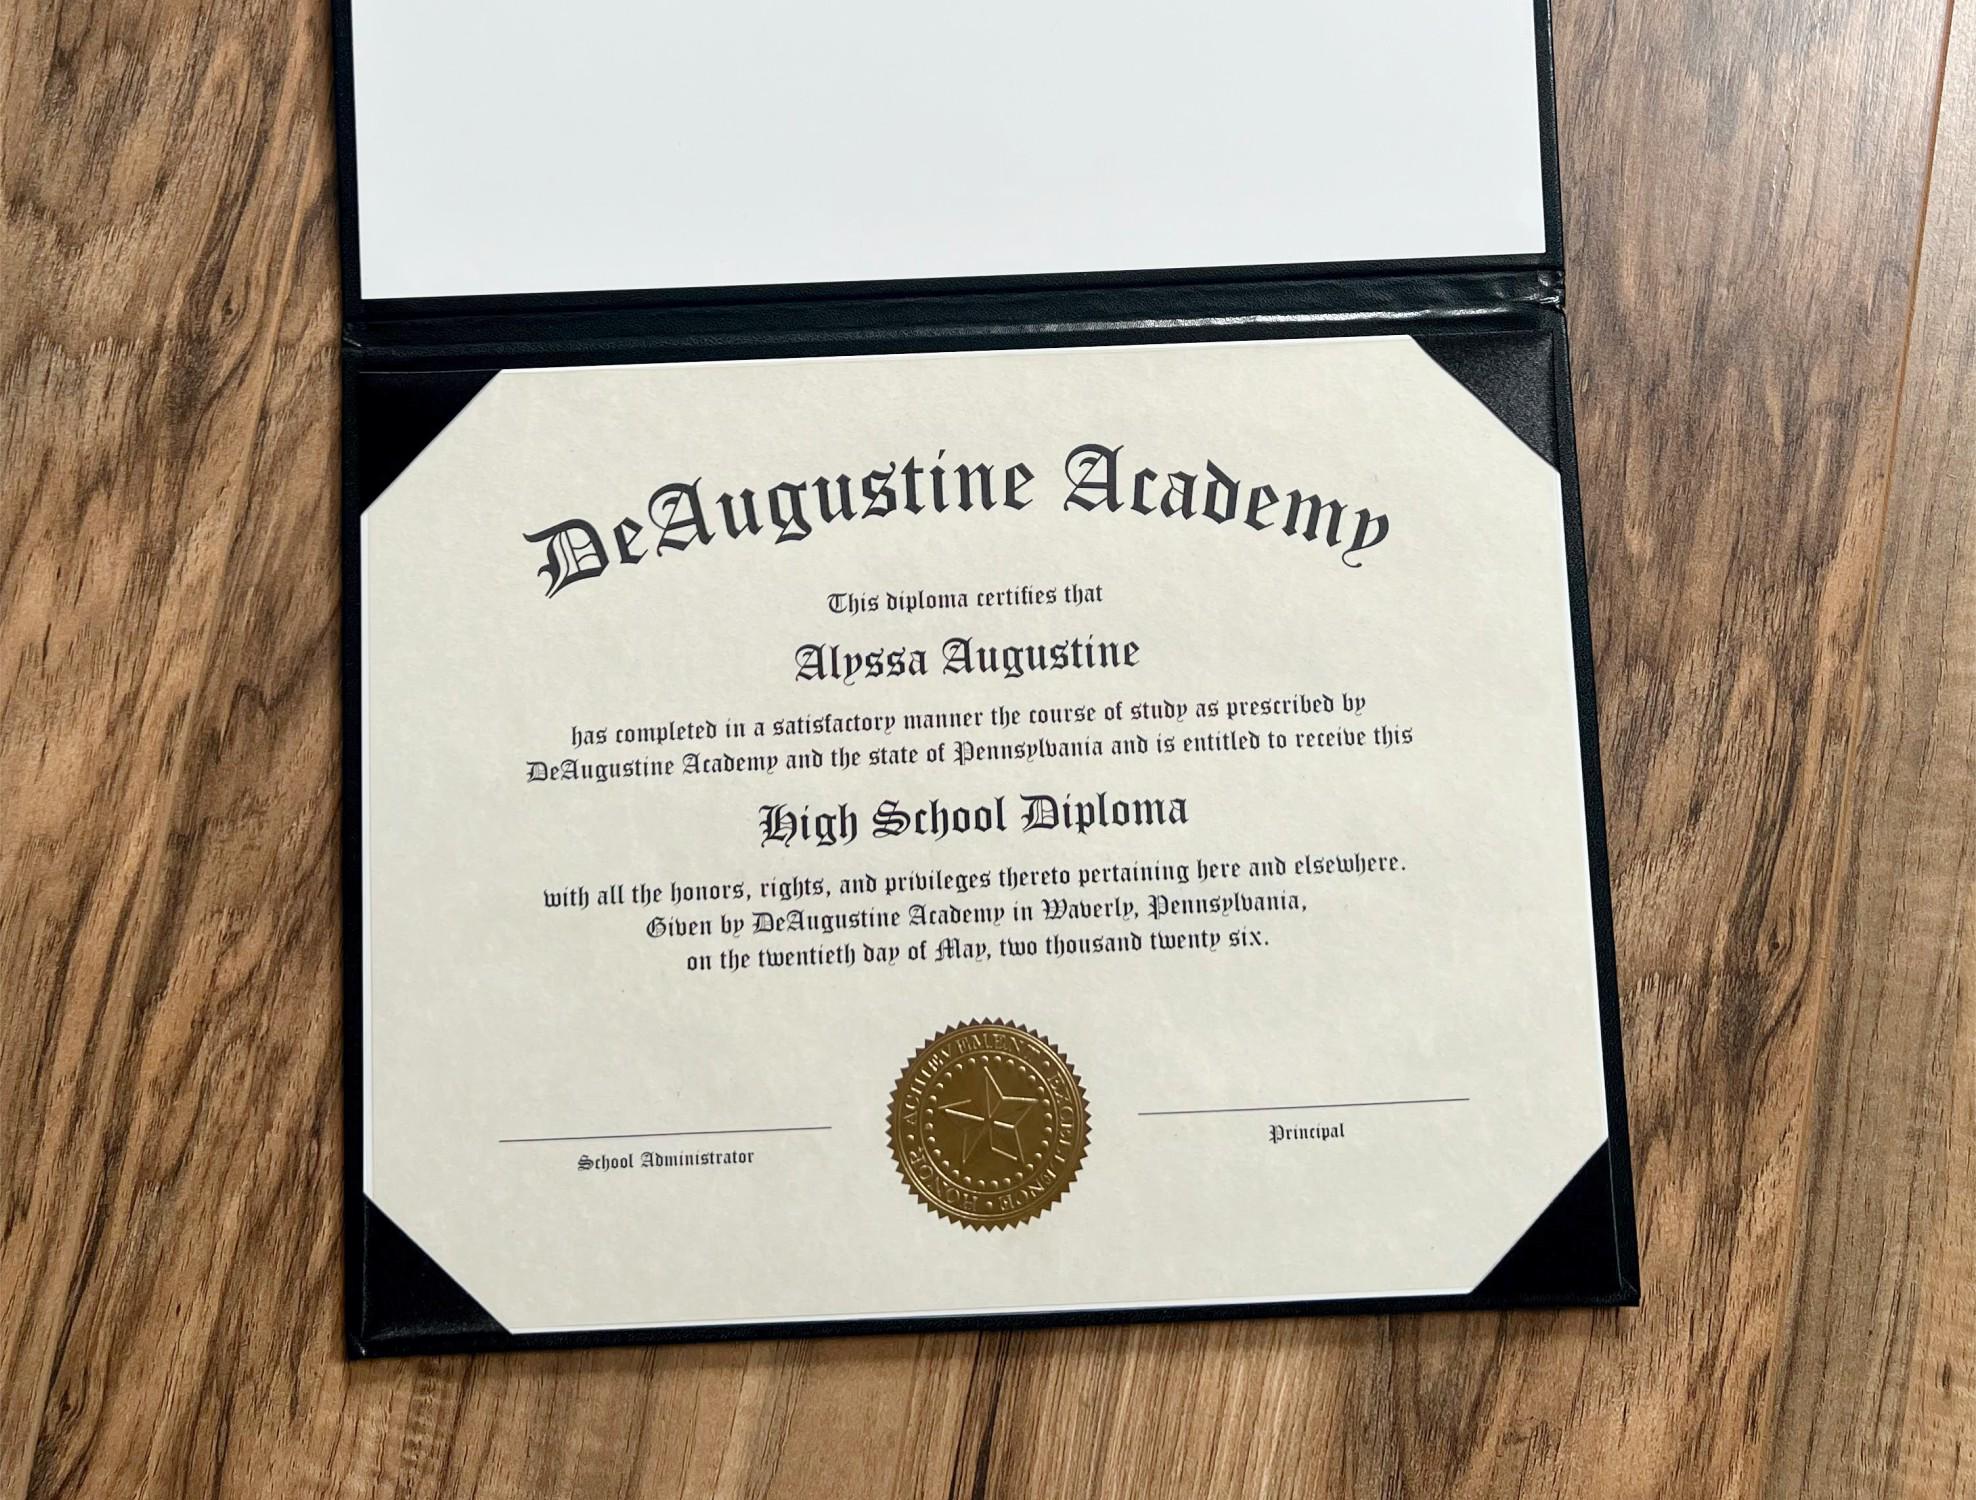 DeAugustine Academy
This diploma certifies that
Alyssa Augustine
has completed in a satisfactory manner the course of study as prescribed by
DeAugustine Academy and the state of Pennsylvania and is entitled to receive this
High School Diploma
with all the honors, rights, and privileges thereto pertaining here and elsewhere.
Given by DeAugustine Academy in Waverly, Pennsylvania,
on the twentieth day of May, two thousand twenty six.
ACHIEVEMENT • EXCELLENCE • HONOR •
School Administrator
Principal